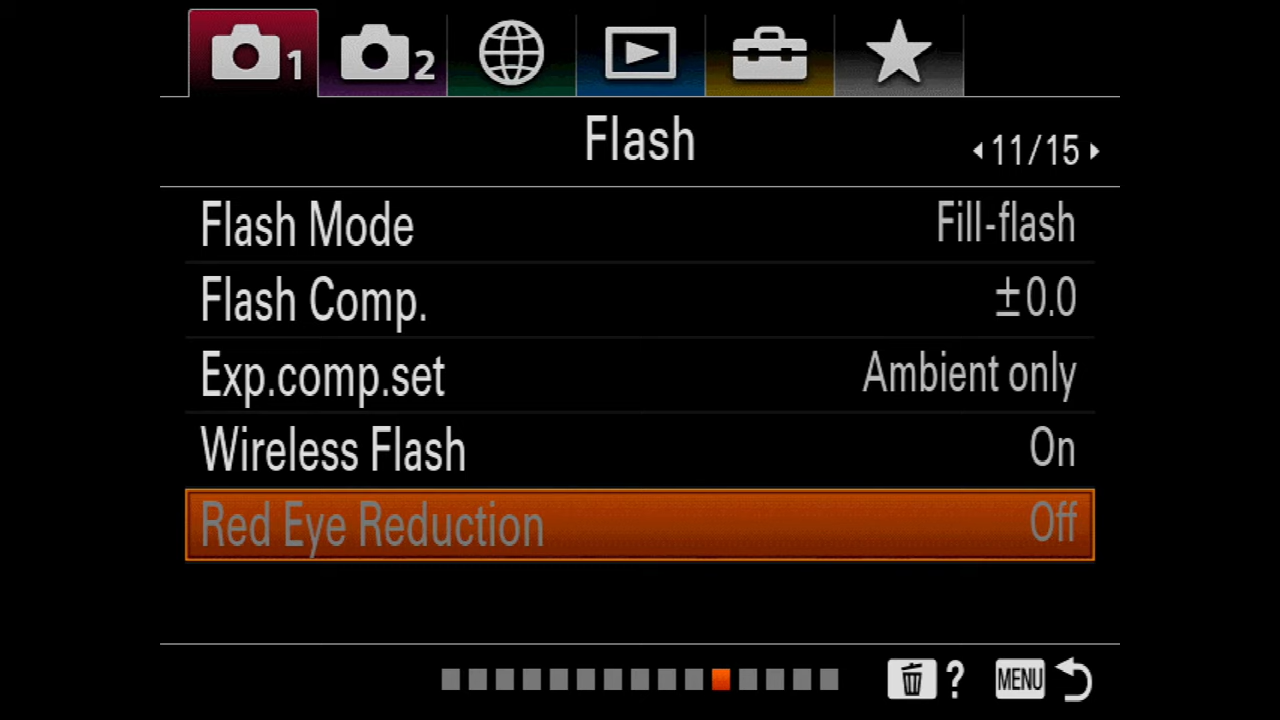 1 2
Flash
11/15
Flash Mode Fill-flash
Flash Comp. ±0.0
Exp.comp.set Ambient only
Wireless Flash On
Red Eye Reduction Off
? MENU